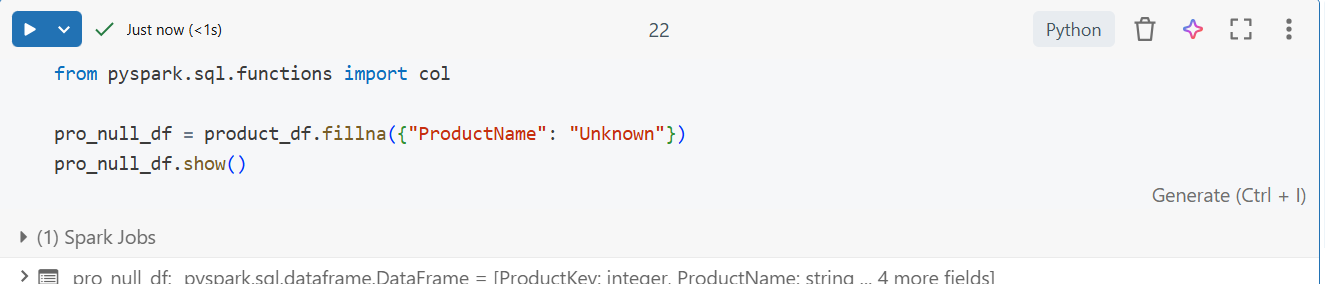 Just now (<1s)
22
Python
from pyspark.sql.functions import col
pro_null_df = product_df.fillna({"ProductName": "Unknown"})
pro_null_df.show()
Generate (Ctrl + I)
(1) Spark Jobs
pro_null_df: pyspark.sql.dataframe.DataFrame = [ProductKey: integer, ProductName: string ... 4 more fields]